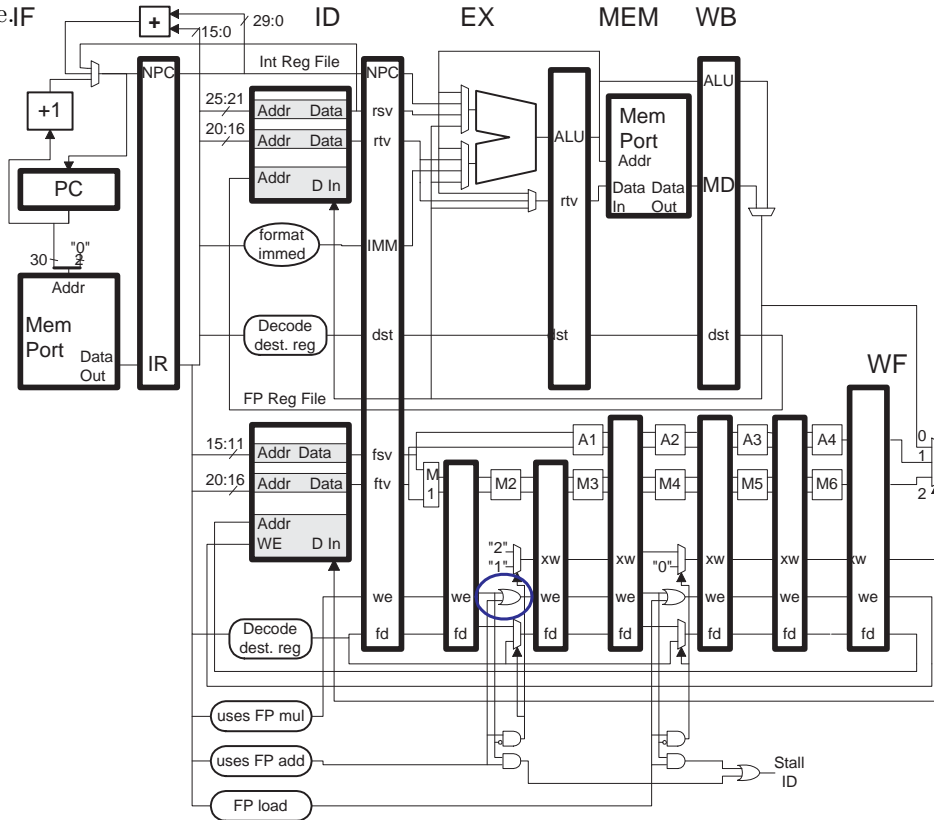 e.IF ID EX MEM WB
+ 15:0 29:0
NPC Int Reg File NPC ALU
+1
25:21 Addr Data rsv
20:16 Addr Data rtv ALU Mem Port Addr
Addr D In
PC
rtv Data In Data Out MD
format immed IMM
30 2 "0"
Addr
Mem Port
Data Out
IR
Decode dest. reg dst dst dst
WF
FP Reg File
15:11 Addr Data fsv A1 A2 A3 A4 0
1
20:16 Addr Data ftv M1 M2 M3 M4 M5 M6 2
Addr
WE D In
"2"
"1" xw xw "0" xw xw xw
we we we we we we we
Decode dest. reg fd fd fd fd fd fd fd
uses FP mul
uses FP add
Stall ID
FP load